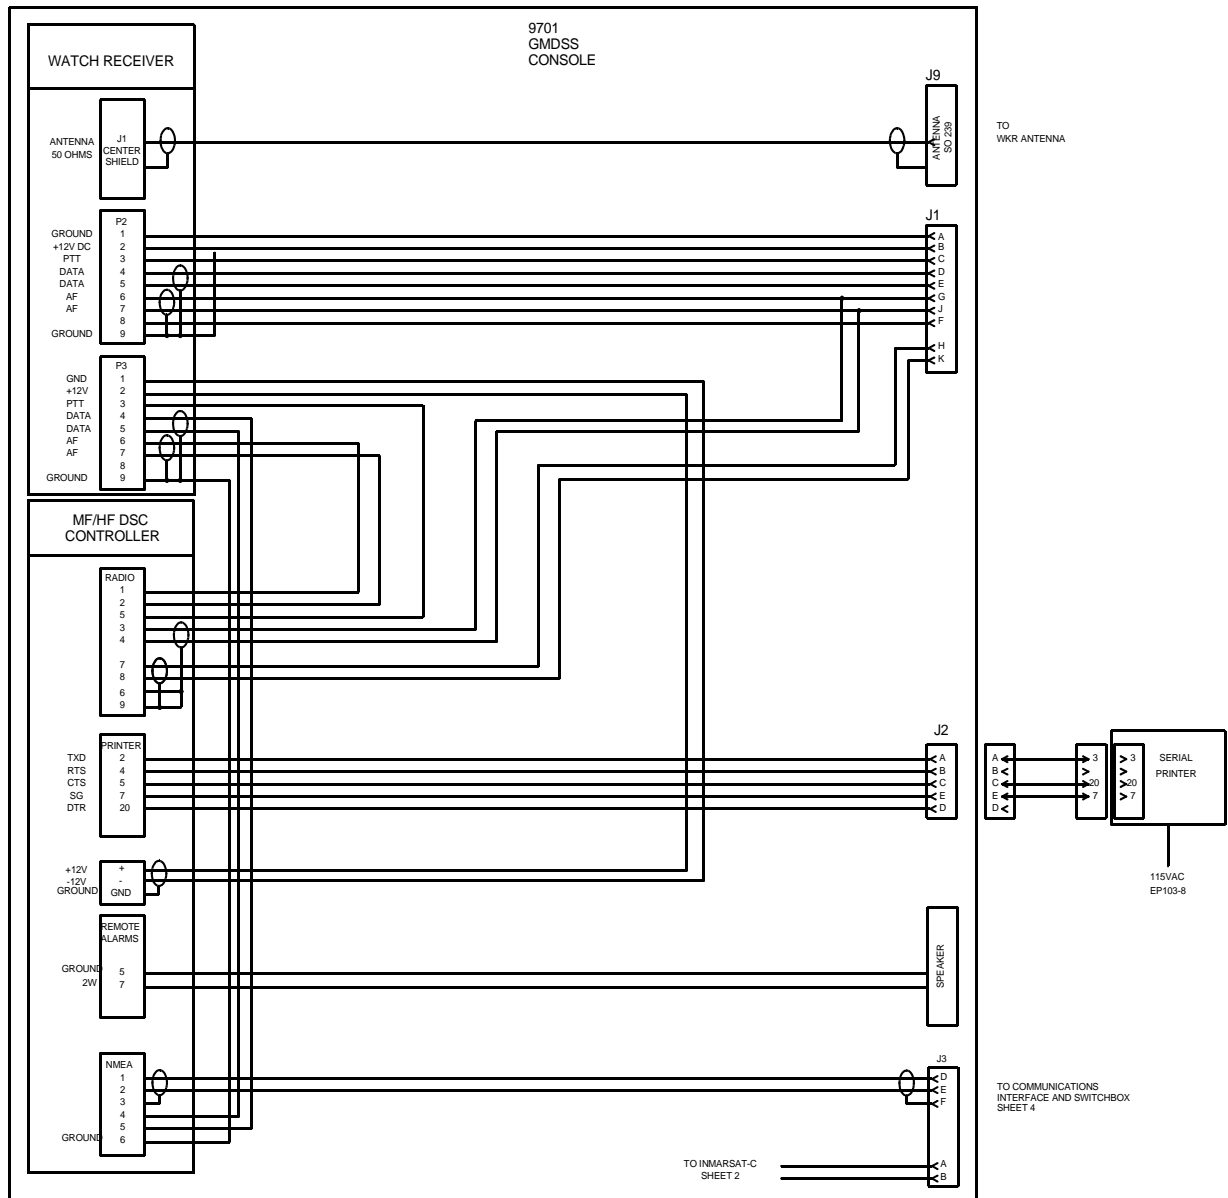 9701
GMDSS
CONSOLE
WATCH RECEIVER
J9
ANTENNA
50 OHMS
J1
CENTER
SHIELD
ANTENNA
SO 239
TO
WKR ANTENNA
P2
J1
GROUND 1 A
+12V DC 2 B
PTT 3 C
DATA 4 D
DATA 5 E
AF 6 G
AF 7 J
8 F
GROUND 9
H
K
P3
GND 1
+12V 2
PTT 3
DATA 4
DATA 5
AF 6
AF 7
8
GROUND 9
MF/HF DSC
CONTROLLER
RADIO
1
2
5
3
4
7
8
6
9
J2
PRINTER
TXD 2 A A 3 3
RTS 4 B B
CTS 5 C C 20 20
SG 7 E E 7 7
DTR 20 D D
SERIAL
PRINTER
115VAC
EP103-8
+12V +
-12V -
GROUND GND
REMOTE
ALARMS
GROUND 5
2W 7
SPEAKER
NMEA
J3
1 D
2 E
3 F
4
5
GROUND 6
TO COMMUNICATIONS
INTERFACE AND SWITCHBOX
SHEET 4
TO INMARSAT-C
SHEET 2
A
B